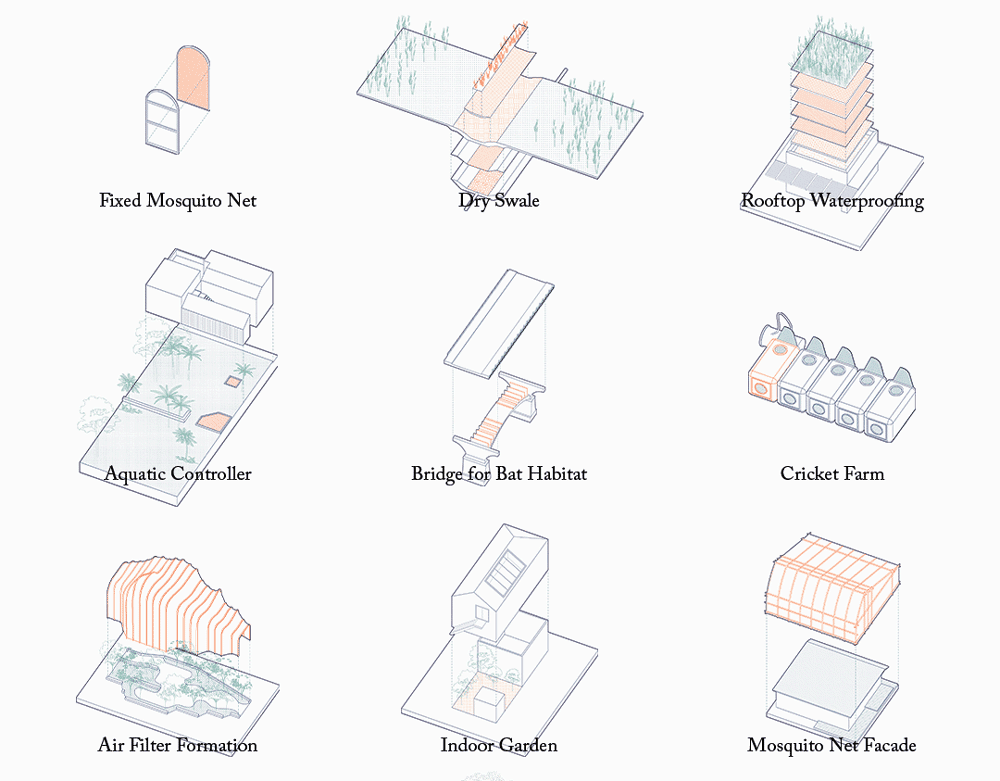 Fixed Mosquito Net
Dry Swale
Rooftop Waterproofing
Aquatic Controller
Bridge for Bat Habitat
Cricket Farm
Air Filter Formation
Indoor Garden
Mosquito Net Facade